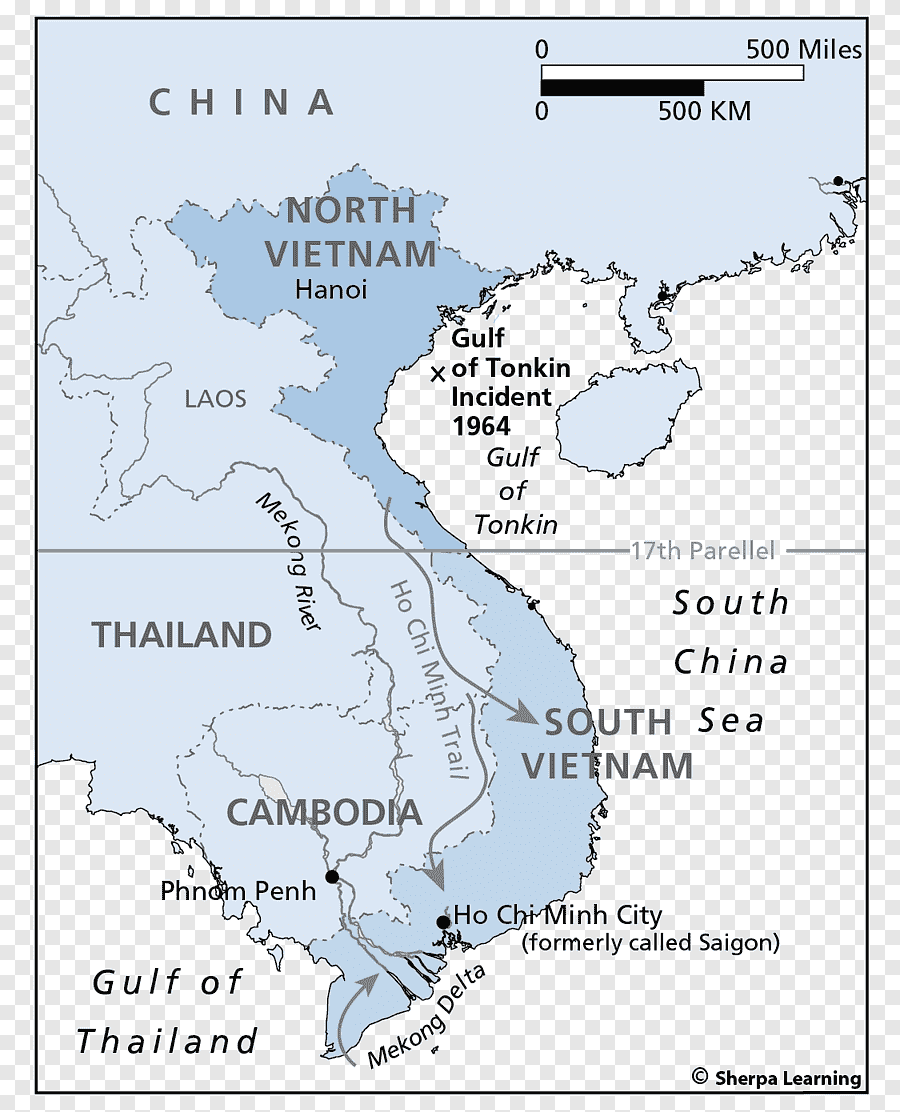 0 500 Miles
0 500 KM
CHINA
NORTH
VIETNAM
Hanoi
Gulf
of Tonkin
Incident
1964
LAOS
Gulf
of
Tonkin
Mekong River
17th Parellel
Ho Chi Minh Trail
South
China
Sea
THAILAND
SOUTH
VIETNAM
CAMBODIA
Phnom Penh
Ho Chi Minh City
(formerly called Saigon)
Gulf of
Thailand
Mekong Delta
© Sherpa Learning